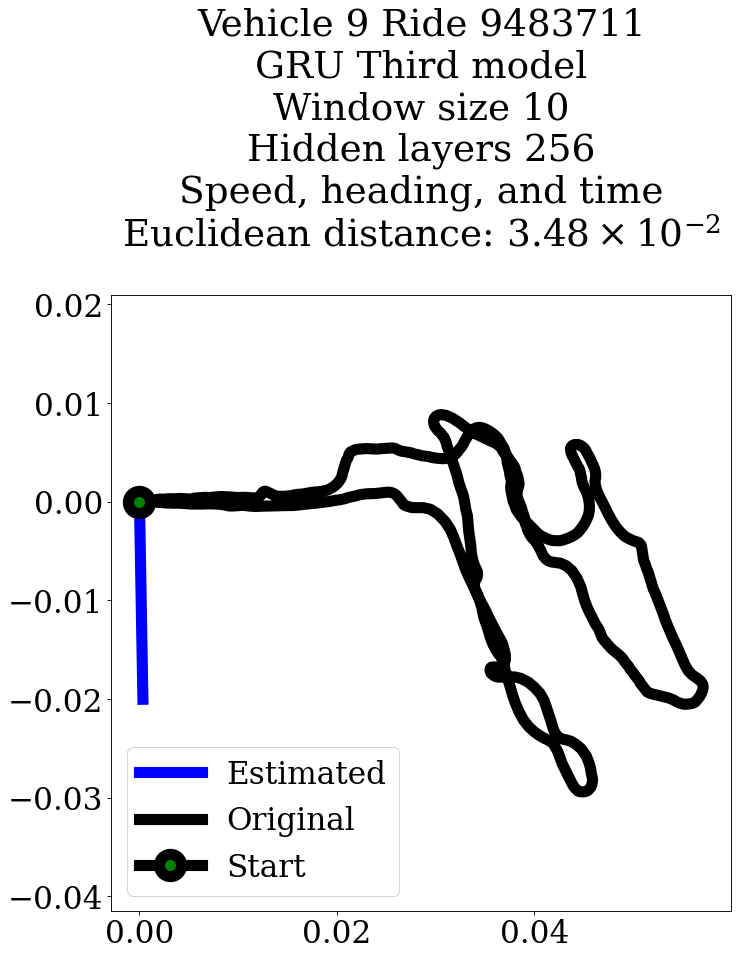 Vehicle 9 Ride 9483711
GRU Third model
Window size 10
Hidden layers 256
Speed, heading, and time
Euclidean distance: 3.48 × 10⁻²
0.02
0.01
0.00
−0.01
−0.02
−0.03
−0.04
Estimated
Original
Start
0.00 0.02 0.04